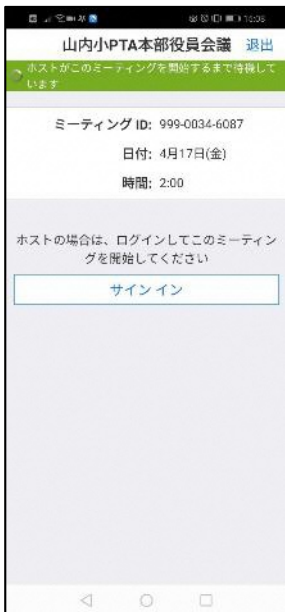 山内小PTA本部役員会議 退出
ホストがこのミーティングを開始するまで待機して
います
ミーティング ID: 999-0034-6087
日付: 4月17日(金)
時間: 2:00
ホストの場合は、ログインしてこのミーティン
グを開始してください
サイン イン